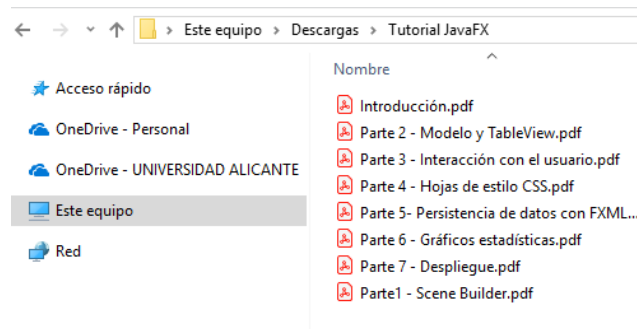 Este equipo > Descargas > Tutorial JavaFX
Acceso rápido
OneDrive - Personal
OneDrive - UNIVERSIDAD ALICANTE
Este equipo
Red
Nombre
Introducción.pdf
Parte 2 - Modelo y TableView.pdf
Parte 3 - Interacción con el usuario.pdf
Parte 4 - Hojas de estilo CSS.pdf
Parte 5- Persistencia de datos con FXML...
Parte 6 - Gráficos estadísticas.pdf
Parte 7 - Despliegue.pdf
Parte1 - Scene Builder.pdf